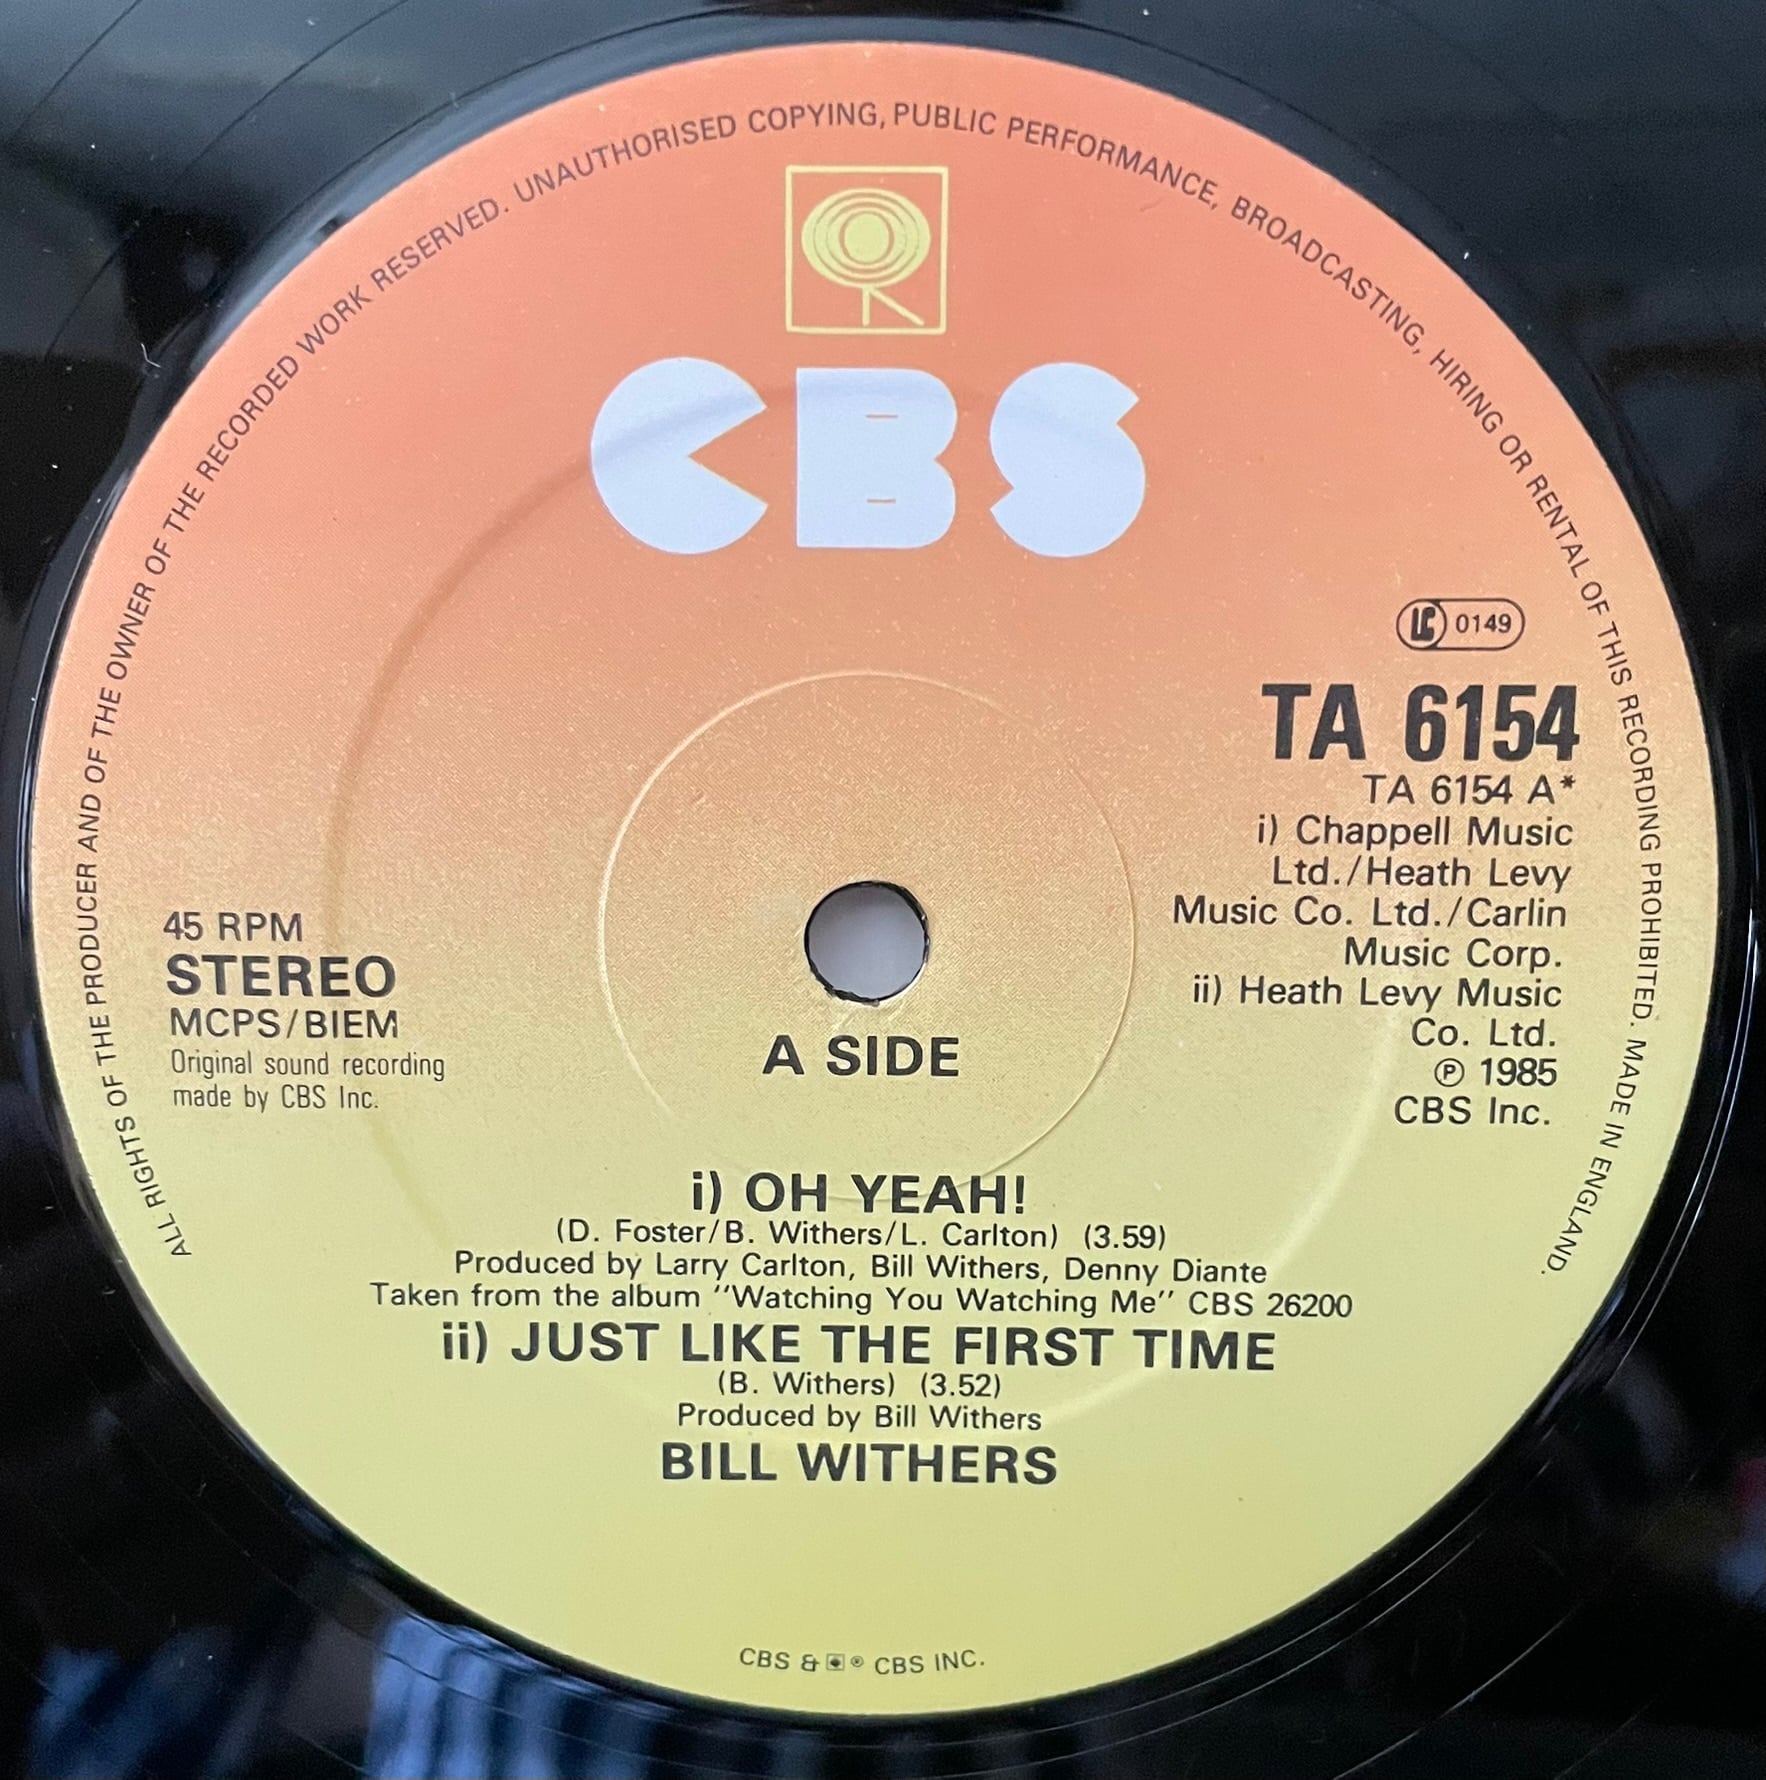 ALL RIGHTS OF THE PRODUCER AND OF THE OWNER OF THE RECORDED WORK RESERVED. UNAUTHORISED COPYING, PUBLIC PERFORMANCE, BROADCASTING, HIRING OR RENTAL OF THIS RECORDING PROHIBITED. MADE IN ENGLAND.
CBS
LC 0149
TA 6154
TA 6154 A*
i) Chappell Music
Ltd./Heath Levy
Music Co. Ltd./Carlin
Music Corp.
ii) Heath Levy Music
Co. Ltd.
℗ 1985
CBS Inc.
45 RPM
STEREO
MCPS/BIEM
Original sound recording
made by CBS Inc.
A SIDE
i) OH YEAH!
(D. Foster/B. Withers/L. Carlton) (3.59)
Produced by Larry Carlton, Bill Withers, Denny Diante
Taken from the album "Watching You Watching Me" CBS 26200
ii) JUST LIKE THE FIRST TIME
(B. Withers) (3.52)
Produced by Bill Withers
BILL WITHERS
CBS & ® CBS INC.